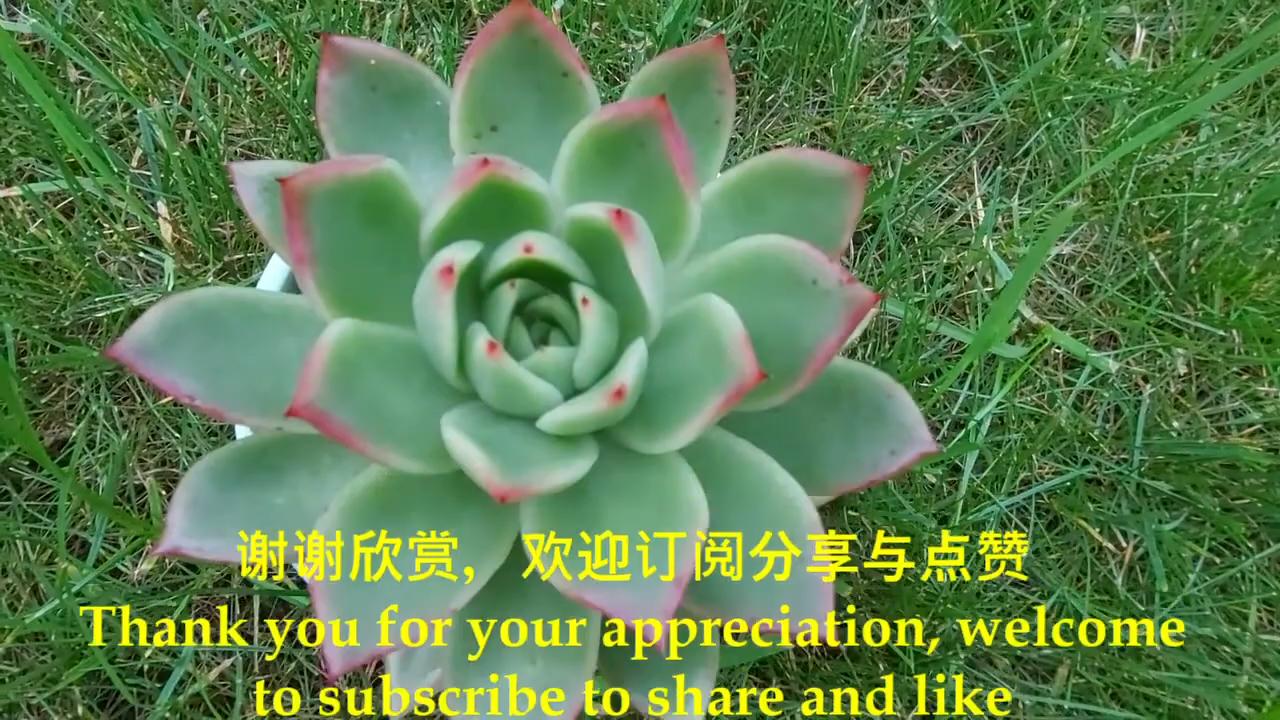 谢谢欣赏，欢迎订阅分享与点赞
Thank you for your appreciation, welcome
to subscribe to share and like